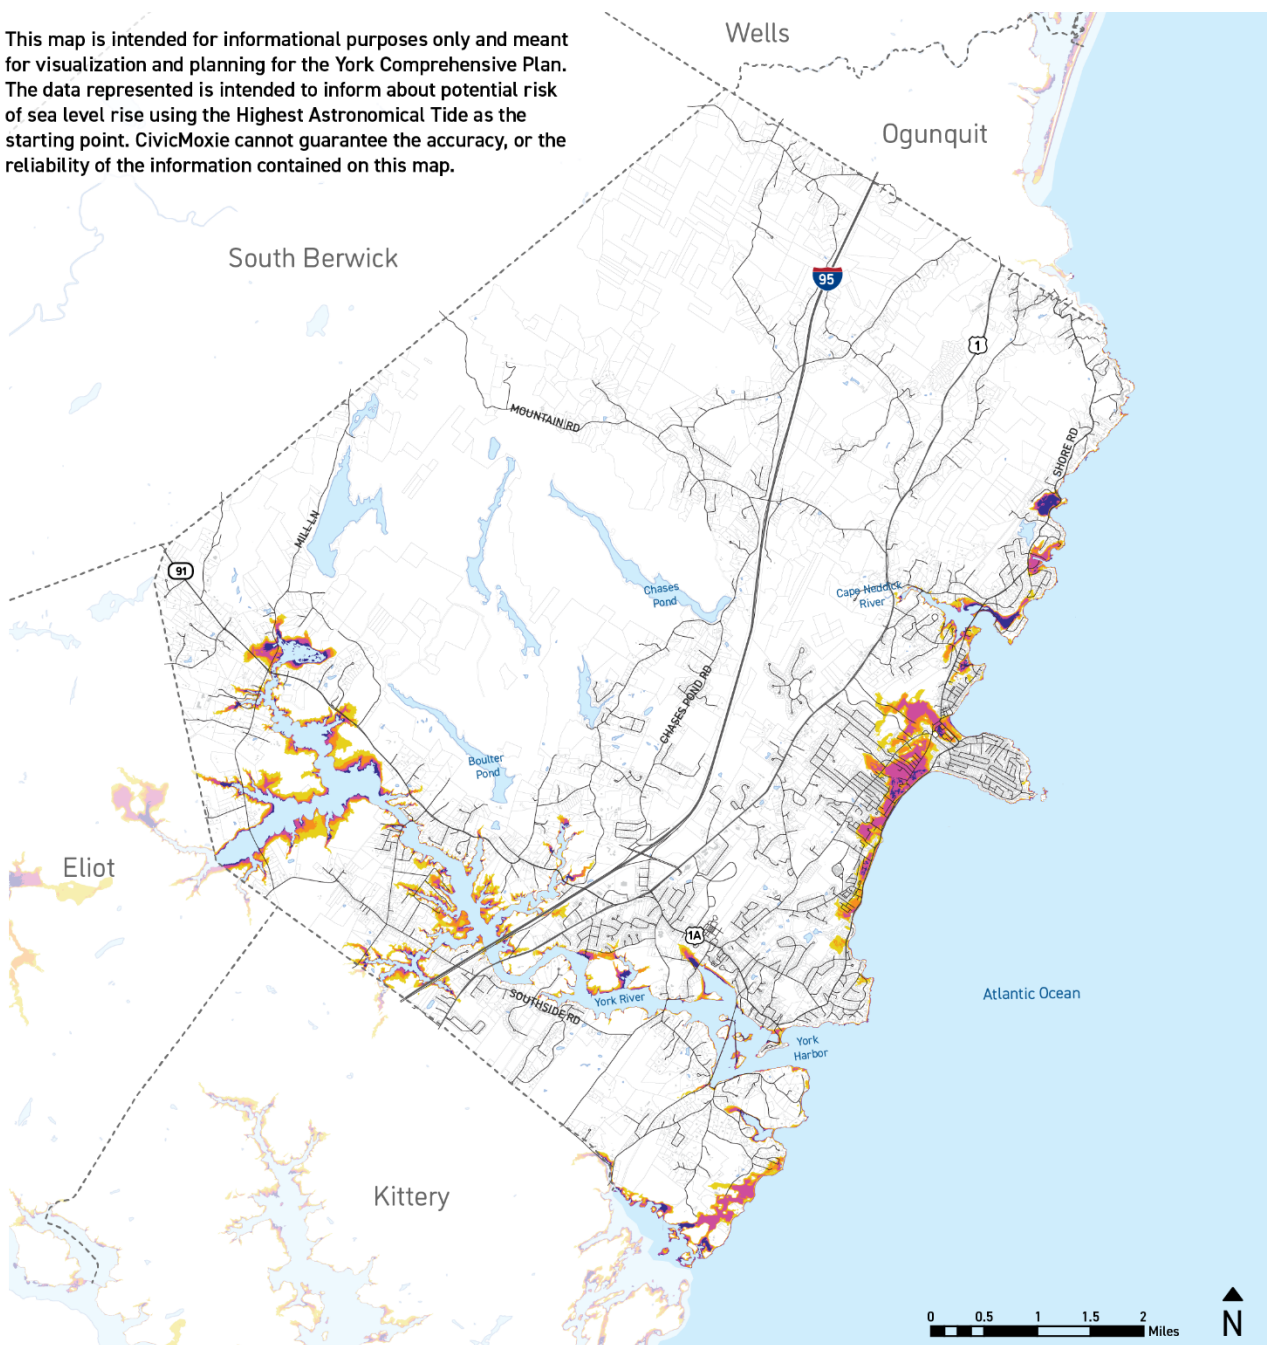 This map is intended for informational purposes only and meant
for visualization and planning for the York Comprehensive Plan.
The data represented is intended to inform about potential risk
of sea level rise using the Highest Astronomical Tide as the
starting point. CivicMoxie cannot guarantee the accuracy, or the
reliability of the information contained on this map.
Wells
Ogunquit
South Berwick
95
1
MOUNTAIN RD
SHORE RD
MILL LN
91
Chases
Pond
Cape Neddick
River
CHASES POND RD
Boulter
Pond
Eliot
1A
SOUTHSIDE RD
York River
Atlantic Ocean
York
Harbor
Kittery
0 0.5 1 1.5 2
Miles
N